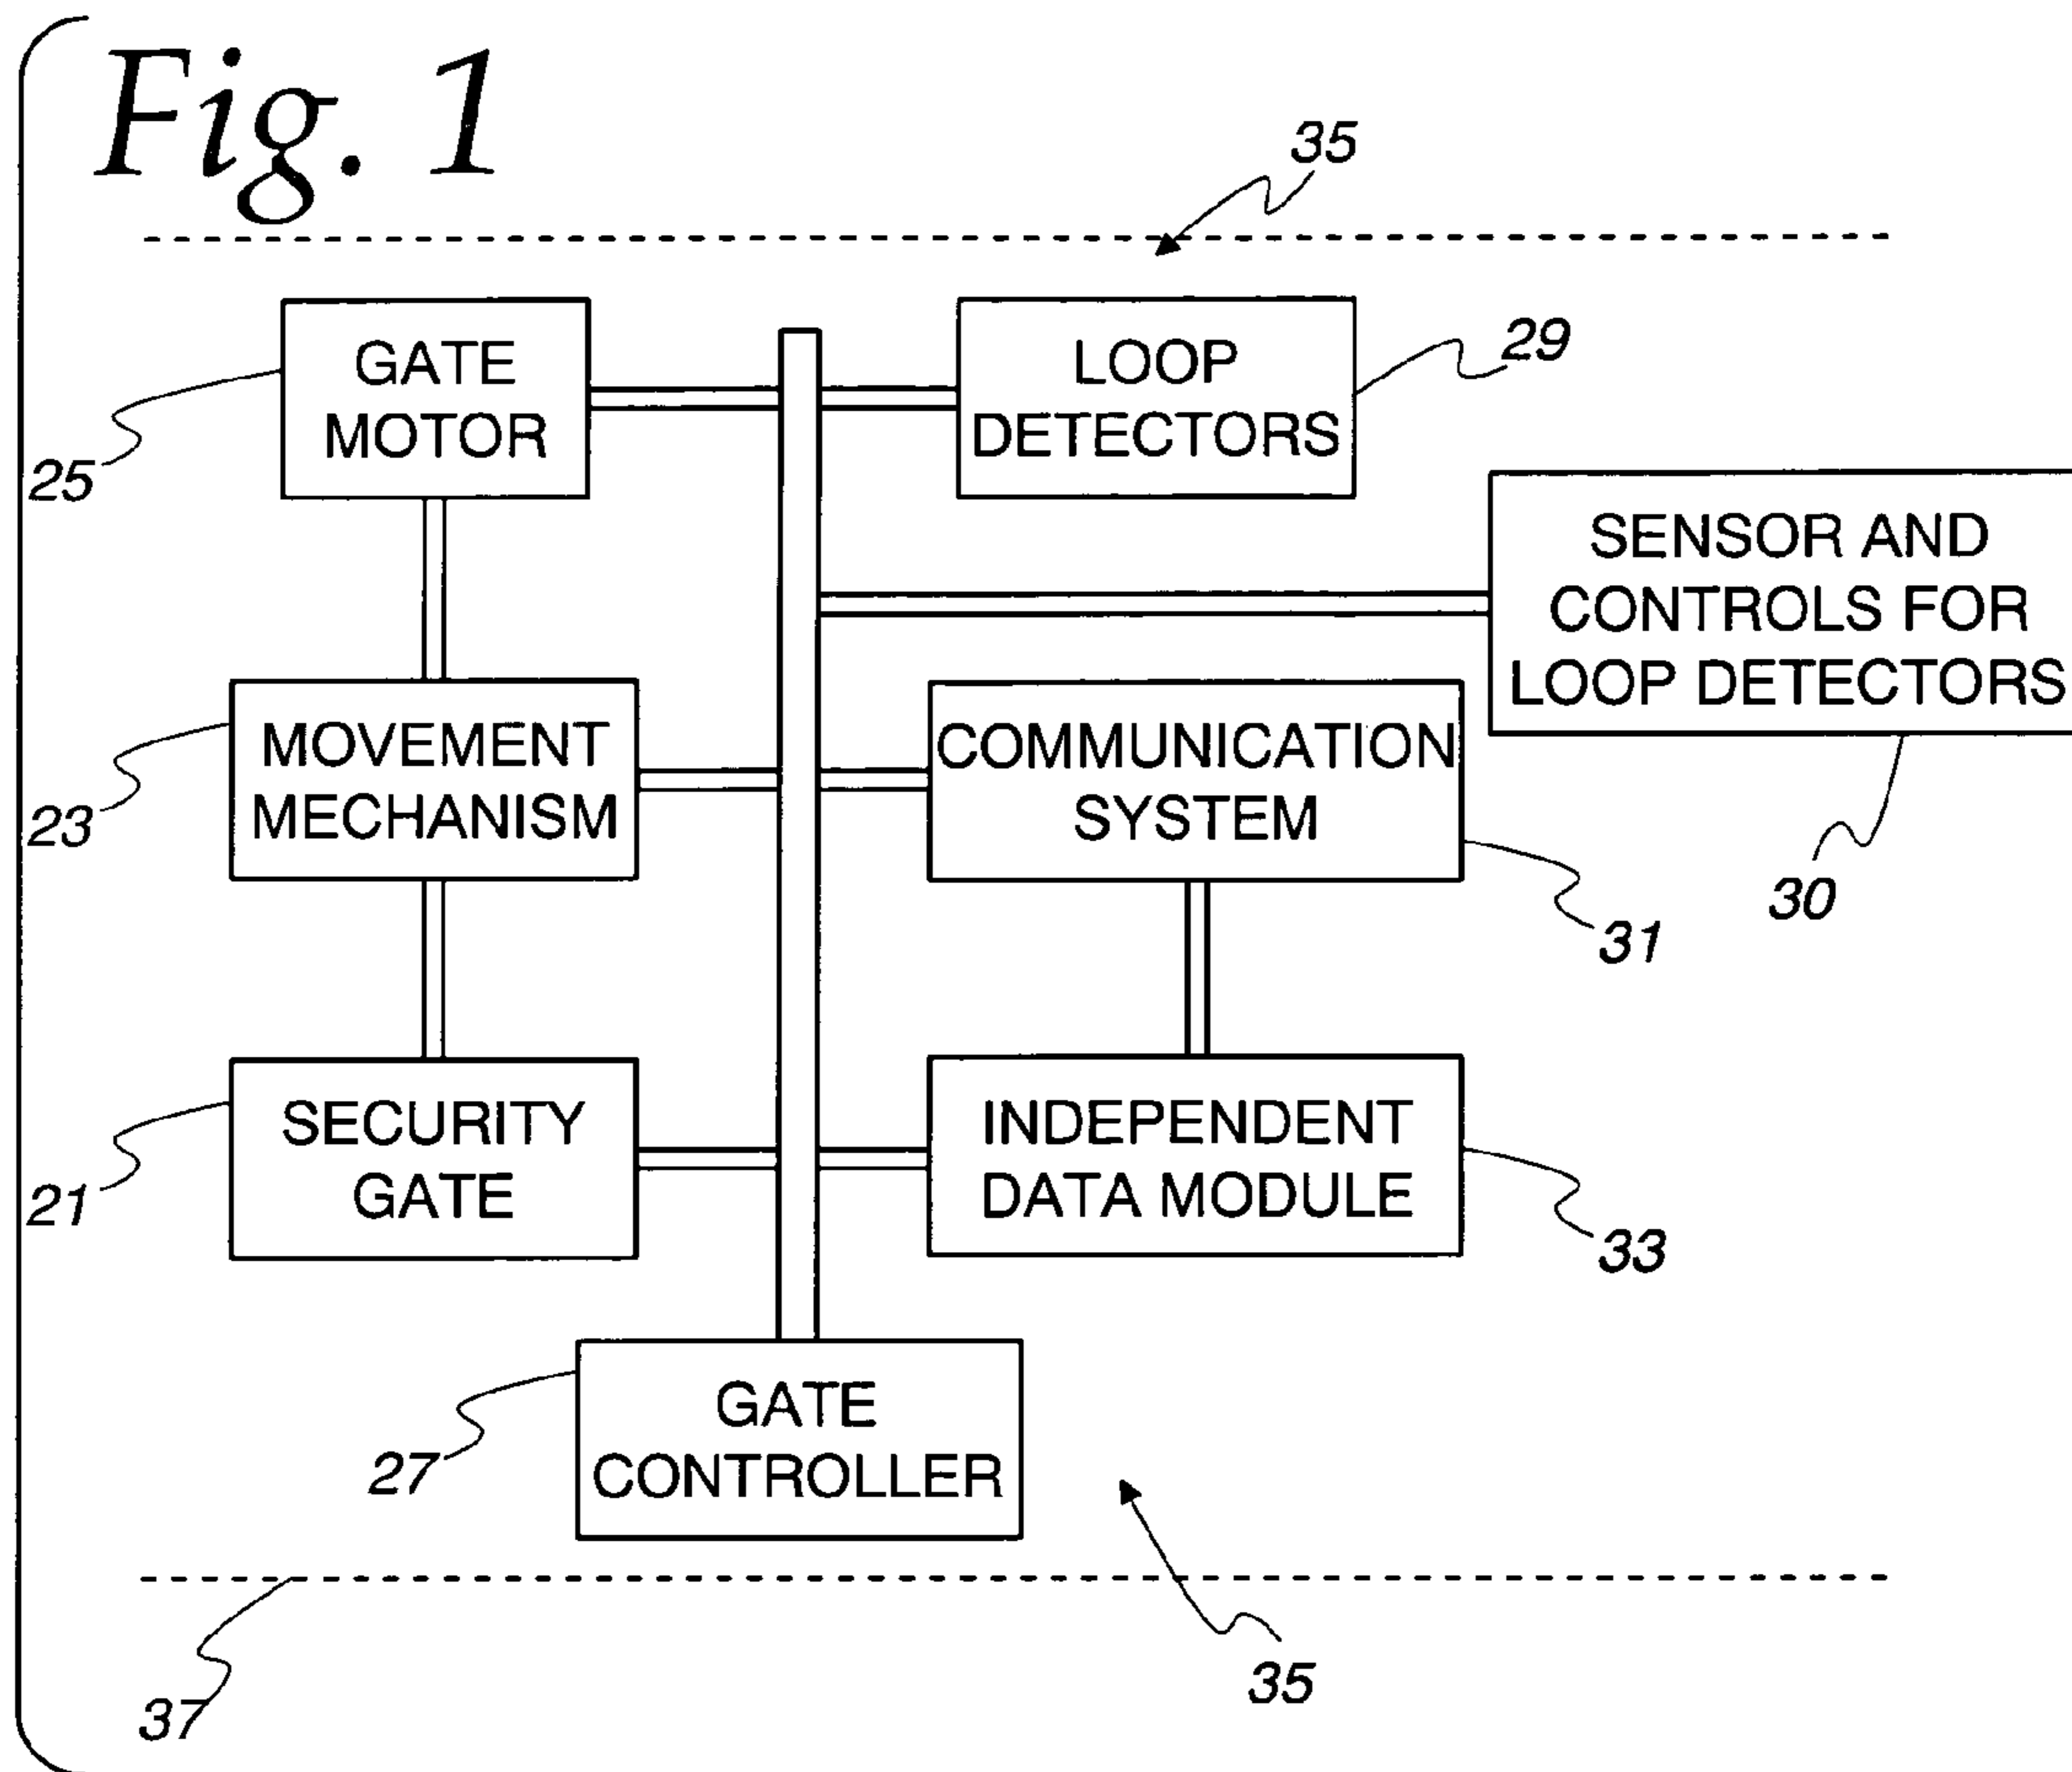 Fig. 1
35
GATE
MOTOR
25
LOOP
DETECTORS
29
SENSOR AND
CONTROLS FOR
LOOP DETECTORS
30
MOVEMENT
MECHANISM
23
COMMUNICATION
SYSTEM
31
SECURITY
GATE
21
INDEPENDENT
DATA MODULE
33
GATE
CONTROLLER
27
35
37